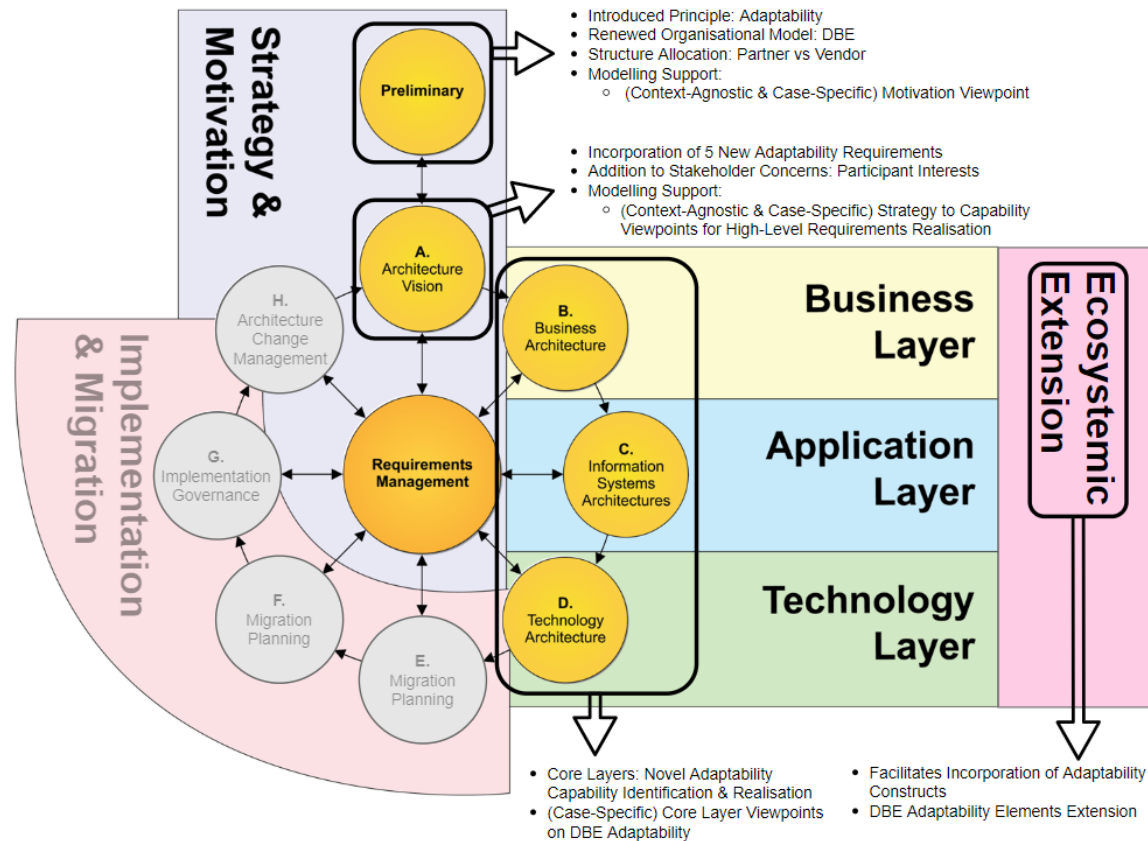 Strategy &
Motivation
Preliminary
• Introduced Principle: Adaptability
• Renewed Organisational Model: DBE
• Structure Allocation: Partner vs Vendor
• Modelling Support:
○ (Context-Agnostic & Case-Specific) Motivation Viewpoint
• Incorporation of 5 New Adaptability Requirements
• Addition to Stakeholder Concerns: Participant Interests
• Modelling Support:
○ (Context-Agnostic & Case-Specific) Strategy to Capability
Viewpoints for High-Level Requirements Realisation
A.
Architecture
Vision
H.
Architecture
Change
Management
B.
Business
Architecture
Business
Layer
Ecosystemic
Extension
Implementation
& Migration
G.
Implementation
Governance
Requirements
Management
C.
Information
Systems
Architectures
Application
Layer
F.
Migration
Planning
E.
Migration
Planning
D.
Technology
Architecture
Technology
Layer
• Core Layers: Novel Adaptability
Capability Identification & Realisation
• (Case-Specific) Core Layer Viewpoints
on DBE Adaptability
• Facilitates Incorporation of Adaptability
Constructs
• DBE Adaptability Elements Extension